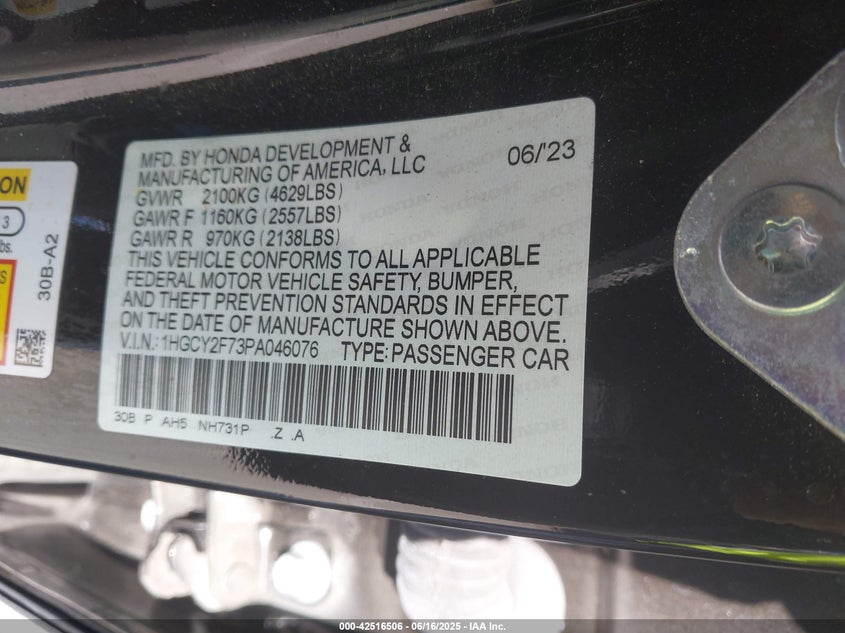 MFD. BY HONDA DEVELOPMENT &
MANUFACTURING OF AMERICA, LLC
06/'23
GVWR 2100KG (4629LBS)
GAWR F 1160KG (2557LBS)
GAWR R 970KG (2138LBS)
THIS VEHICLE CONFORMS TO ALL APPLICABLE
FEDERAL MOTOR VEHICLE SAFETY, BUMPER,
AND THEFT PREVENTION STANDARDS IN EFFECT
ON THE DATE OF MANUFACTURE SHOWN ABOVE.
V.I.N.: 1HGCY2F73PA046076 TYPE: PASSENGER CAR
30B P AH5 NH731P .Z .A
ON
3
bs.
S
30B-A2
000-42516506 - 06/16/2025 - IAA Inc.